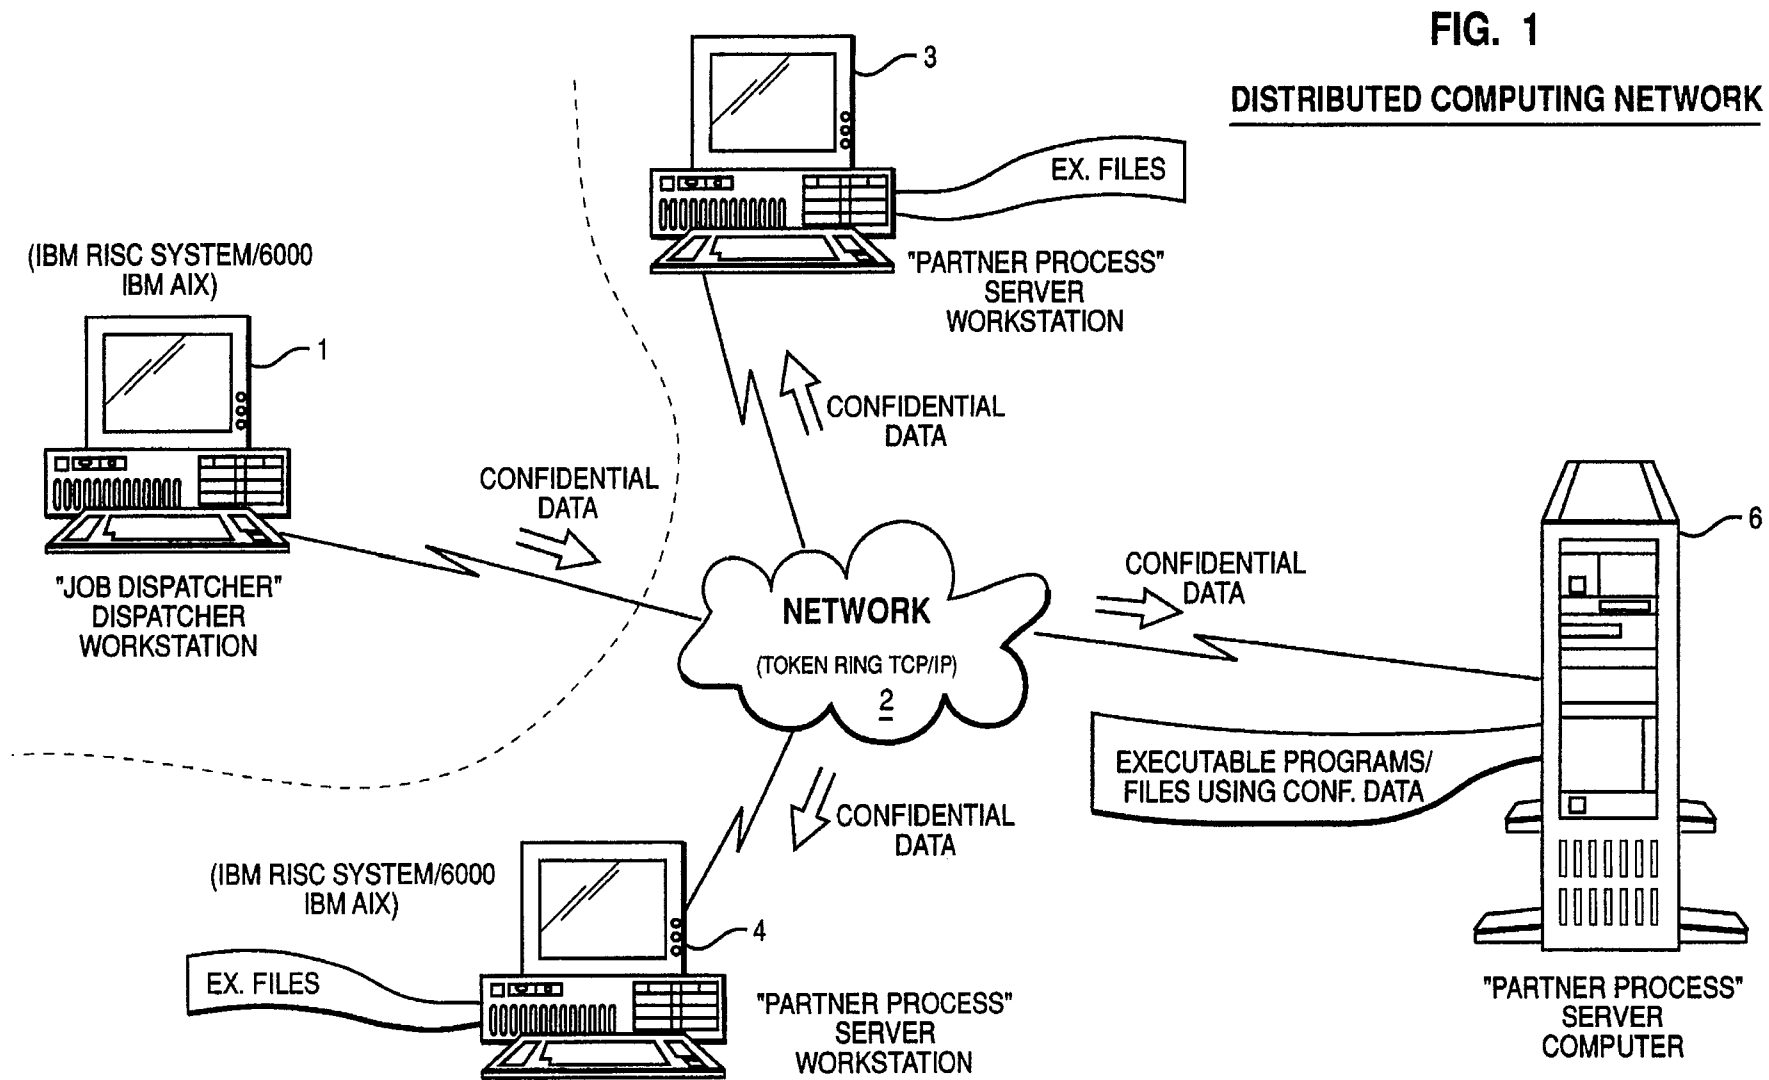 FIG. 1
DISTRIBUTED COMPUTING NETWORK
3
EX. FILES
"PARTNER PROCESS"
SERVER
WORKSTATION
(IBM RISC SYSTEM/6000
IBM AIX)
1
"JOB DISPATCHER"
DISPATCHER
WORKSTATION
CONFIDENTIAL
DATA
CONFIDENTIAL
DATA
NETWORK
(TOKEN RING TCP/IP)
2
CONFIDENTIAL
DATA
6
EXECUTABLE PROGRAMS/
FILES USING CONF. DATA
"PARTNER PROCESS"
SERVER
COMPUTER
CONFIDENTIAL
DATA
(IBM RISC SYSTEM/6000
IBM AIX)
4
EX. FILES
"PARTNER PROCESS"
SERVER
WORKSTATION